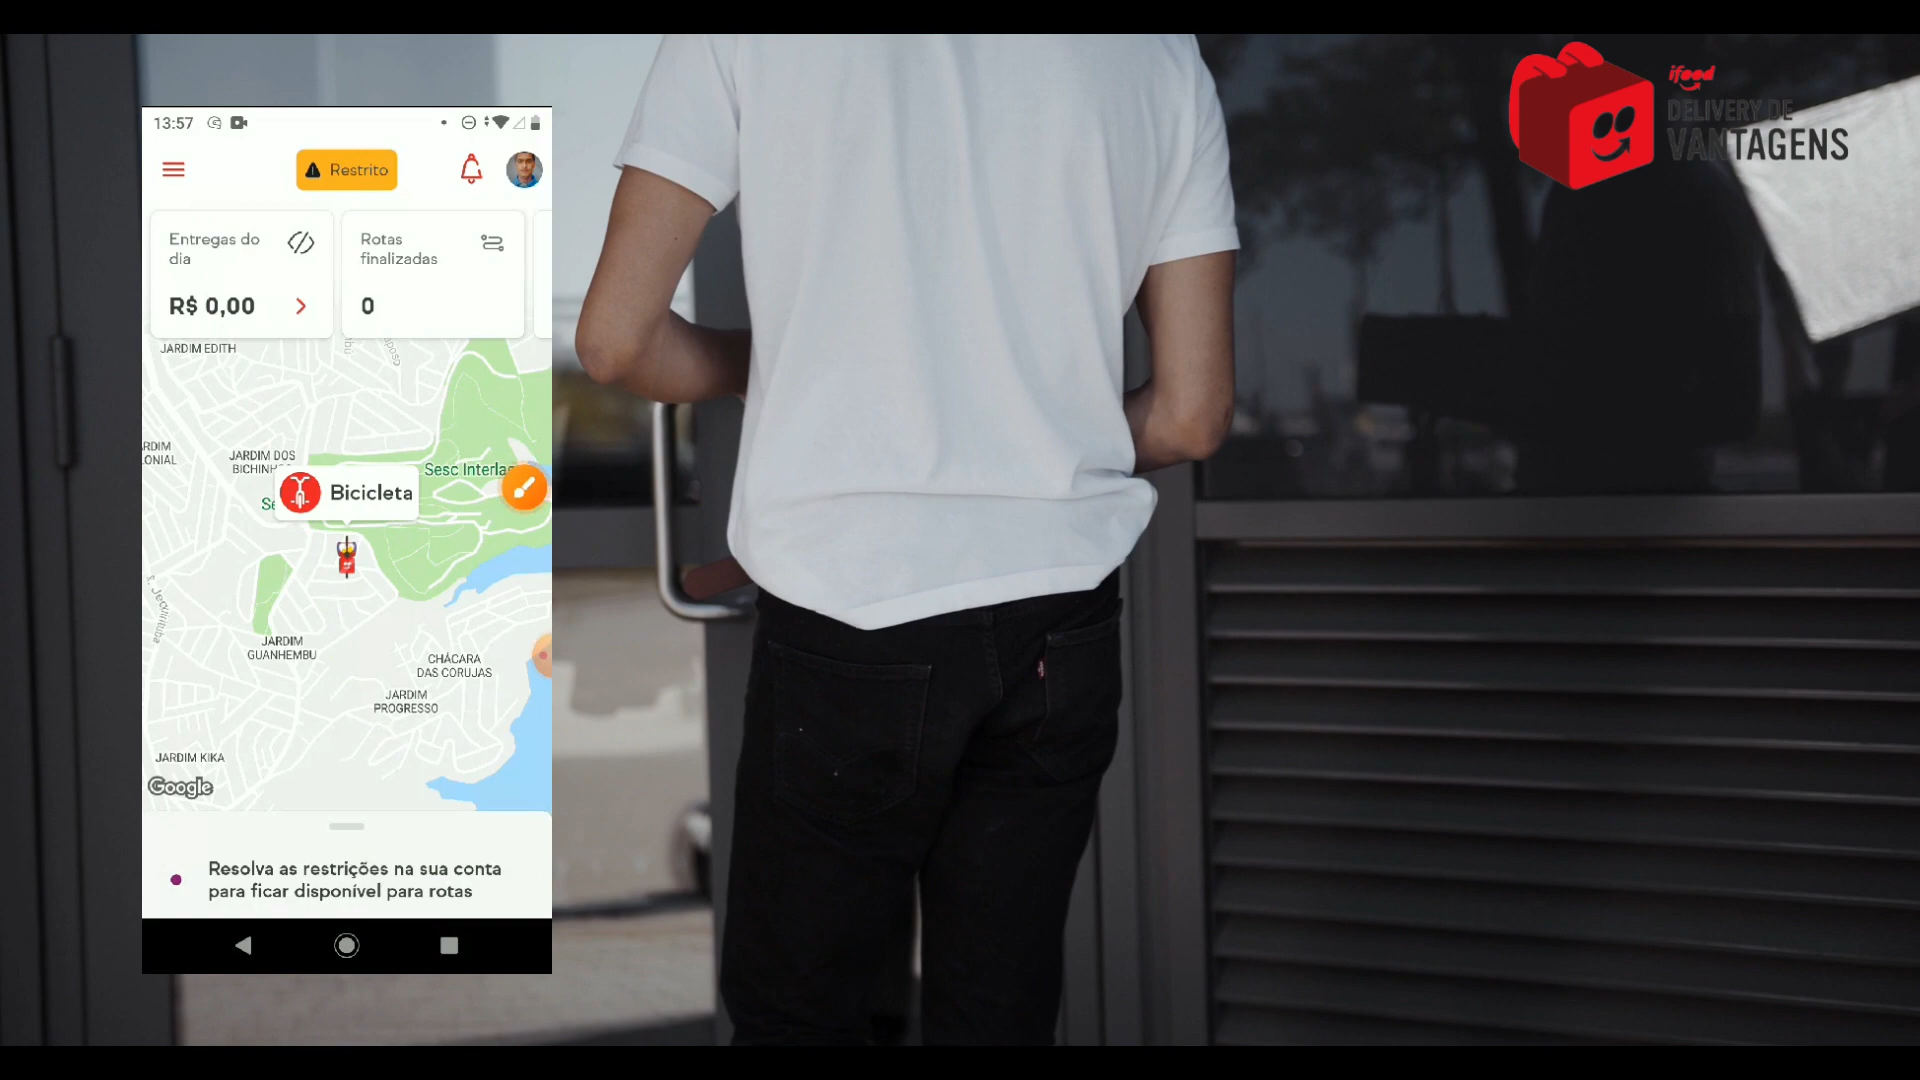 13:57
Restrito
Entregas do
dia
R$ 0,00
Rotas
finalizadas
0
JARDIM EDITH
JARDIM DOS
BICHINH
Sesc Interlag
Bicicleta
JARDIM
GUANHEMBU
CHÁCARA
DAS CORUJAS
JARDIM
PROGRESSO
JARDIM KIKA
Google
Resolva as restrições na sua conta
para ficar disponível para rotas
ifood
DELIVERY DE
VANTAGENS